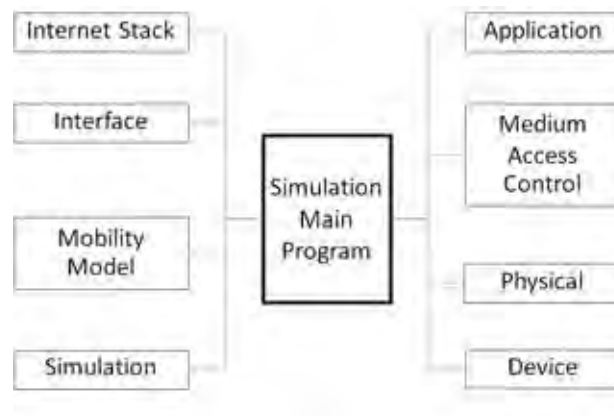 Internet Stack
Interface
Mobility
Model
Simulation
Simulation
Main
Program
Application
Medium
Access
Control
Physical
Device